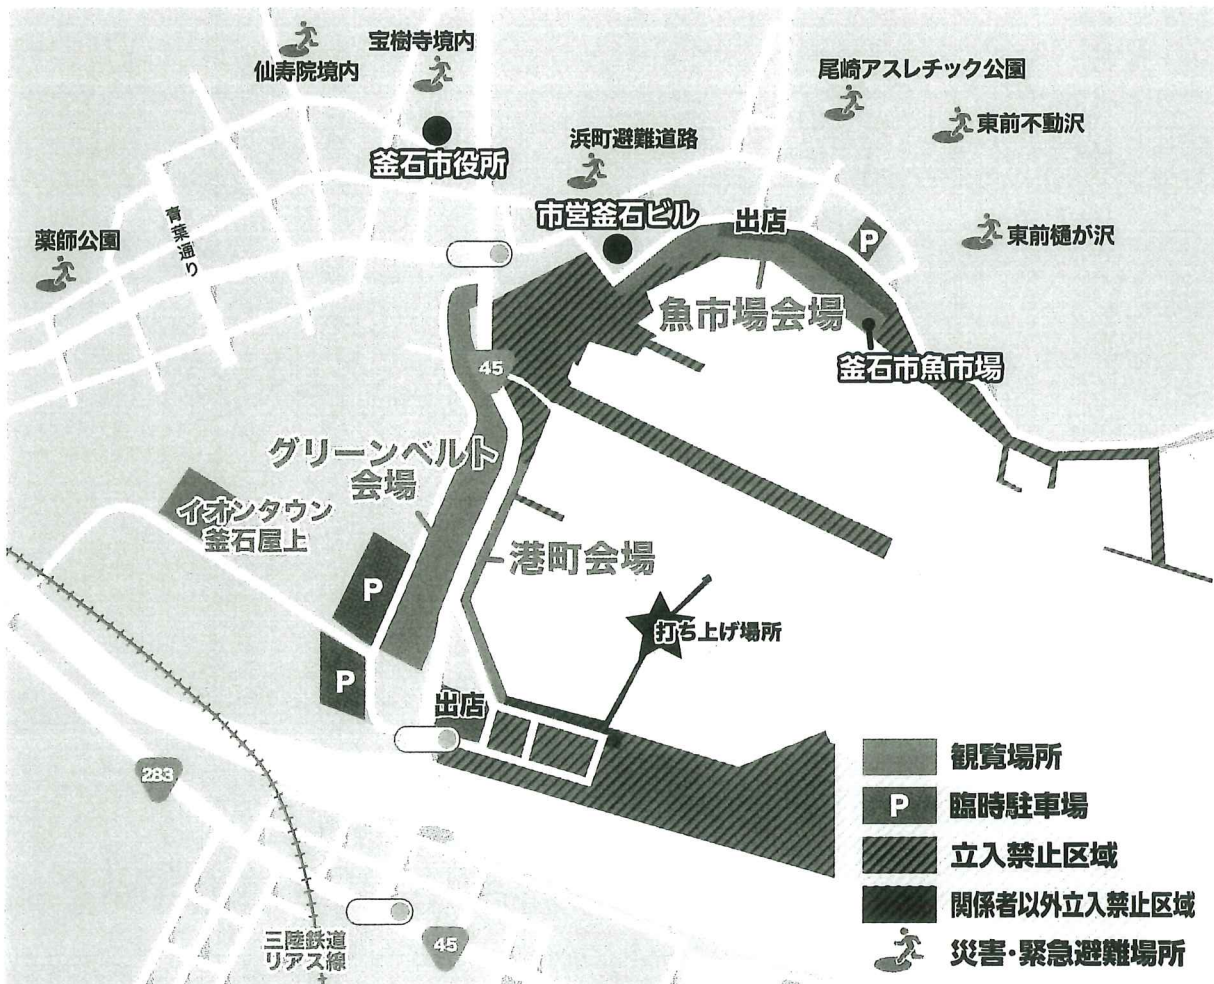 宝樹寺境内
仙寿院境内
尾崎アスレチック公園
東前不動沢
浜町避難道路
釜石市役所
市営釜石ビル
出店
P
青葉通り
薬師公園
東前樋が沢
魚市場会場
釜石市魚市場
45
グリーンベルト
会場
イオンタウン
釜石屋上
港町会場
P
打ち上げ場所
P
出店
283
観覧場所
P
臨時駐車場
立入禁止区域
関係者以外立入禁止区域
災害・緊急避難場所
三陸鉄道
リアス線
45